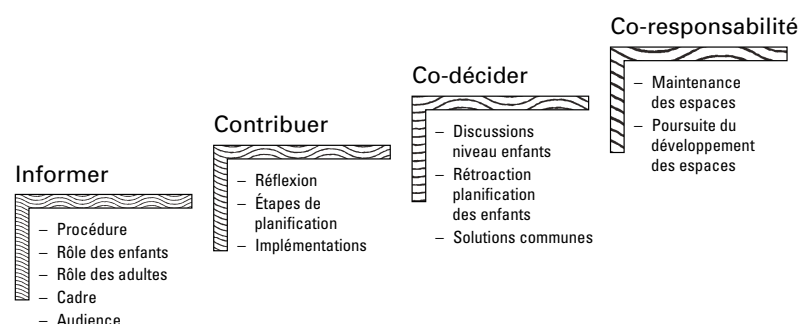 Informer
– Procédure
– Rôle des enfants
– Rôle des adultes
– Cadre
– Audience
Contribuer
– Réflexion
– Étapes de
planification
– Implémentations
Co-décider
– Discussions
niveau enfants
– Rétroaction
planification
des enfants
– Solutions communes
Co-responsabilité
– Maintenance
des espaces
– Poursuite du
développement
des espaces